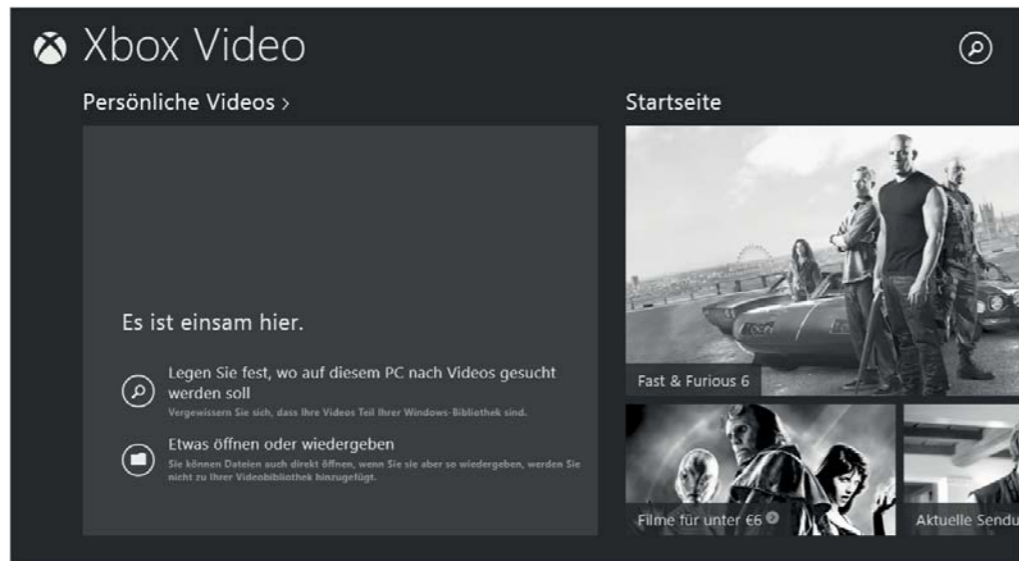 Xbox Video
Persönliche Videos >
Es ist einsam hier.
Legen Sie fest, wo auf diesem PC nach Videos gesucht
werden soll
Vergewissern Sie sich, dass Ihre Videos Teil Ihrer Windows-Bibliothek sind.
Etwas öffnen oder wiedergeben
Sie können Dateien auch direkt öffnen, wenn Sie sie aber so wiedergeben, werden Sie
nicht zu Ihrer Videobibliothek hinzugefügt.
Startseite
Fast & Furious 6
Filme für unter €6
Aktuelle Sendu